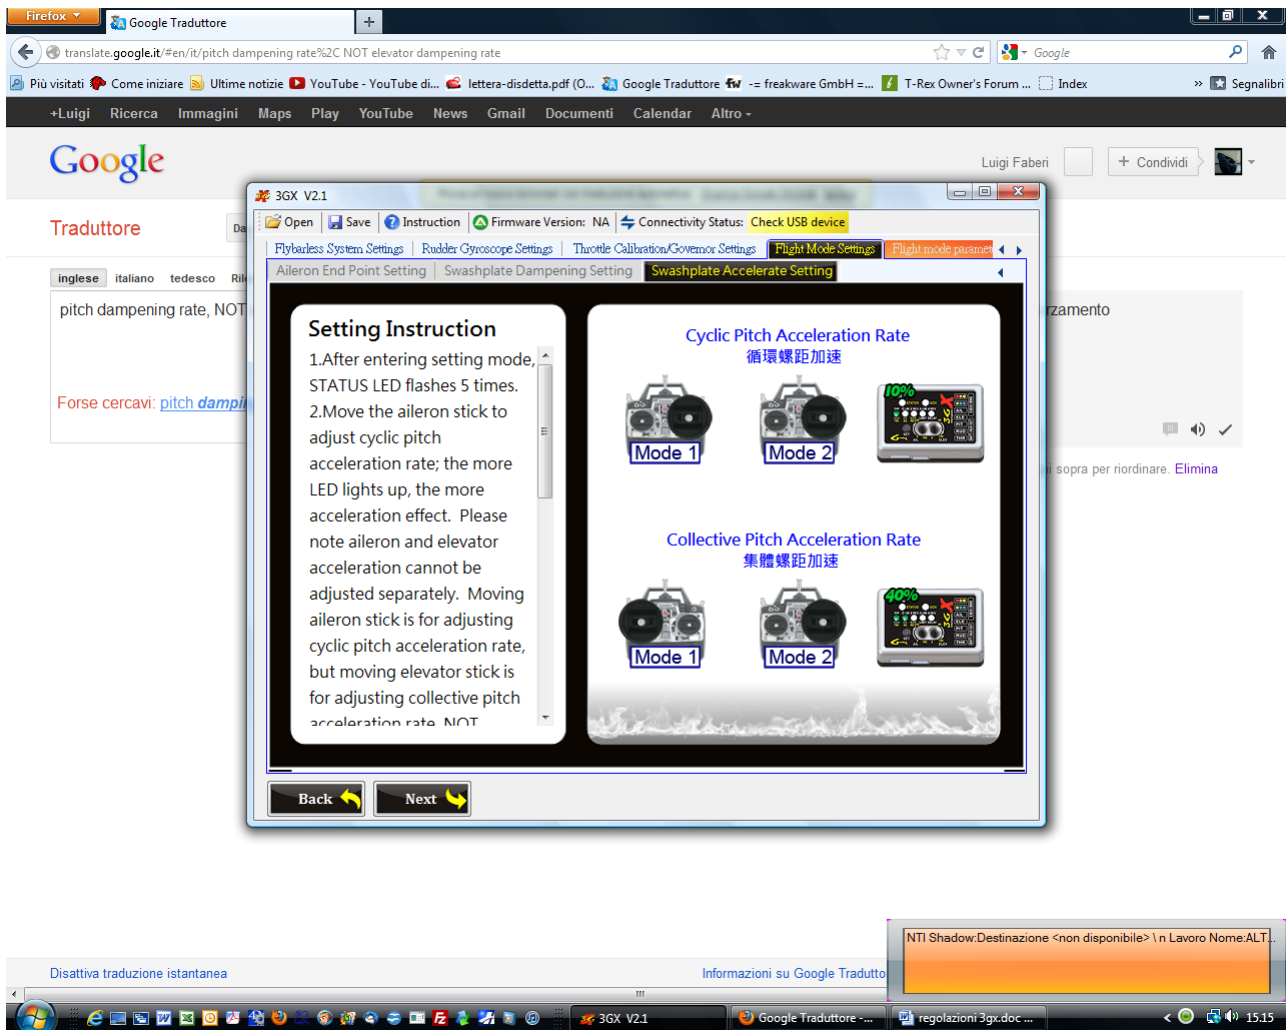 Firefox
Google Traduttore
translate.google.it/#en/it/pitch dampening rate%2C NOT elevator dampening rate
Google
Più visitati Come iniziare Ultime notizie YouTube - YouTube di... lettera-disdetta.pdf (O... Google Traduttore -= freakware GmbH =... T-Rex Owner's Forum ... Index » Segnalibri
+Luigi Ricerca Immagini Maps Play YouTube News Gmail Documenti Calendar Altro
Google
Luigi Faberi
+ Condividi
Traduttore
Da
inglese italiano tedesco Rile
pitch dampening rate, NOT
rzamento
Forse cercavi: pitch dampin
i sopra per riordinare. Elimina
3GX V2.1
Open Save Instruction Firmware Version: NA Connectivity Status: Check USB device
Flybarless System Settings Rudder Gyroscope Settings Throttle Calibration/Governor Settings Flight Mode Settings Flight mode paramet
Aileron End Point Setting Swashplate Dampening Setting Swashplate Accelerate Setting
Setting Instruction
1.After entering setting mode,
STATUS LED flashes 5 times.
2.Move the aileron stick to
adjust cyclic pitch
acceleration rate; the more
LED lights up, the more
acceleration effect. Please
note aileron and elevator
acceleration cannot be
adjusted separately. Moving
aileron stick is for adjusting
cyclic pitch acceleration rate,
but moving elevator stick is
for adjusting collective pitch
acceleration rate, NOT
Cyclic Pitch Acceleration Rate
循環螺距加速
10%
Mode 1 Mode 2
Collective Pitch Acceleration Rate
集體螺距加速
40%
Mode 1 Mode 2
Back Next
NTI Shadow:Destinazione <non disponibile> \ n Lavoro Nome:ALT...
Disattiva traduzione istantanea
Informazioni su Google Tradutto
3GX V2.1
Google Traduttore -...
regolazioni 3gx.doc ...
15.15